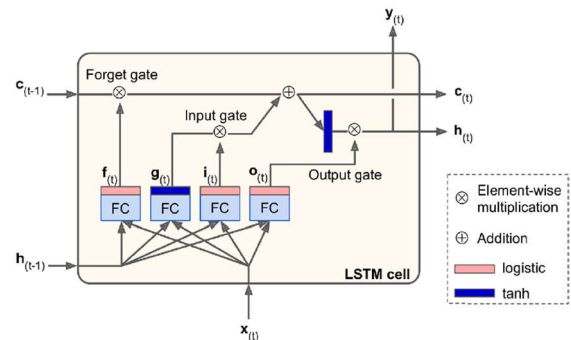 y(t)
Forget gate
c(t-1)
c(t)
Input gate
h(t)
f(t) g(t) i(t) o(t)
Output gate
FC FC FC FC
h(t-1)
LSTM cell
x(t)
Element-wise
multiplication
Addition
logistic
tanh